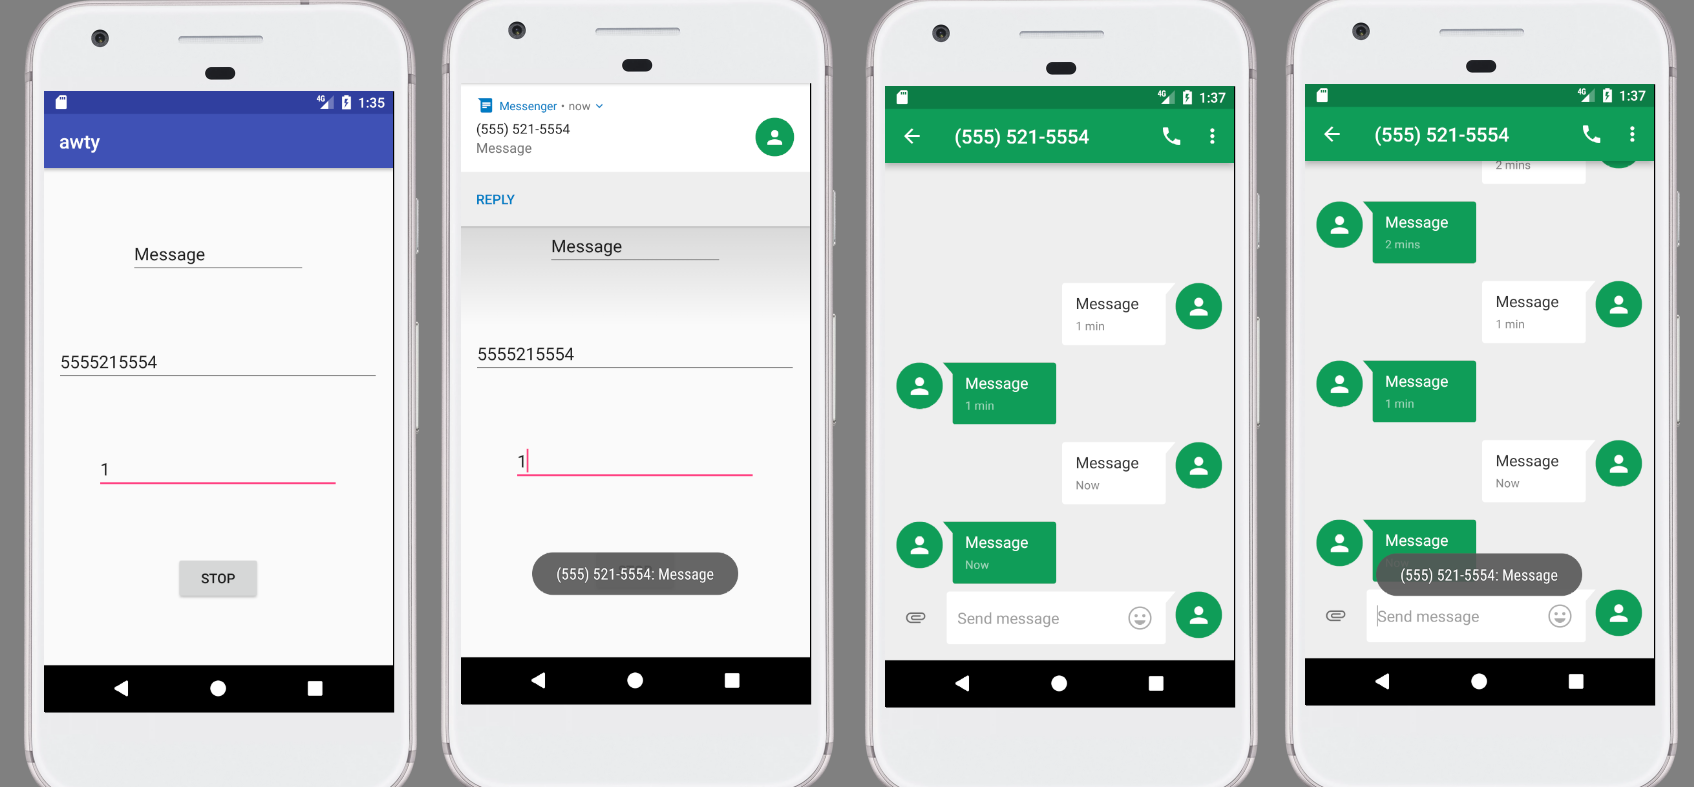 4G 1:35
awty
Message
5555215554
1
STOP
Messenger • now
(555) 521-5554
Message
REPLY
Message
5555215554
1
(555) 521-5554: Message
4G 1:37
(555) 521-5554
Message
1 min
Message
1 min
Message
Now
Message
Now
Send message
4G 1:37
(555) 521-5554
2 mins
Message
2 mins
Message
1 min
Message
1 min
Message
Now
Message
(555) 521-5554: Message
Send message